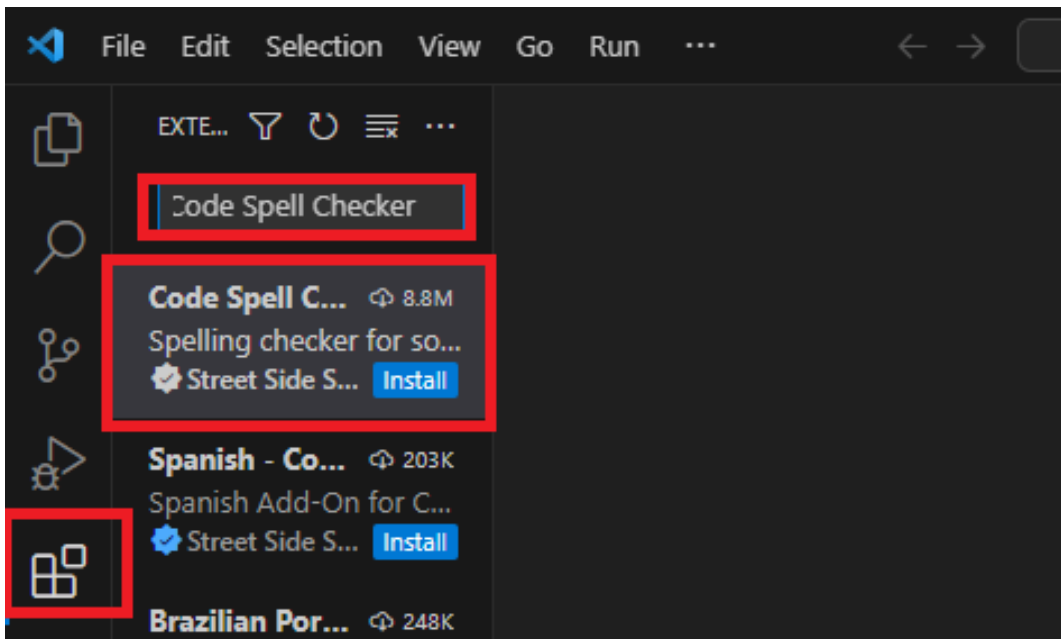 File Edit Selection View Go Run ...
EXTE... ...
Code Spell Checker
Code Spell C... 8.8M
Spelling checker for so...
Street Side S... Install
Spanish - Co... 203K
Spanish Add-On for C...
Street Side S... Install
Brazilian Por... 248K